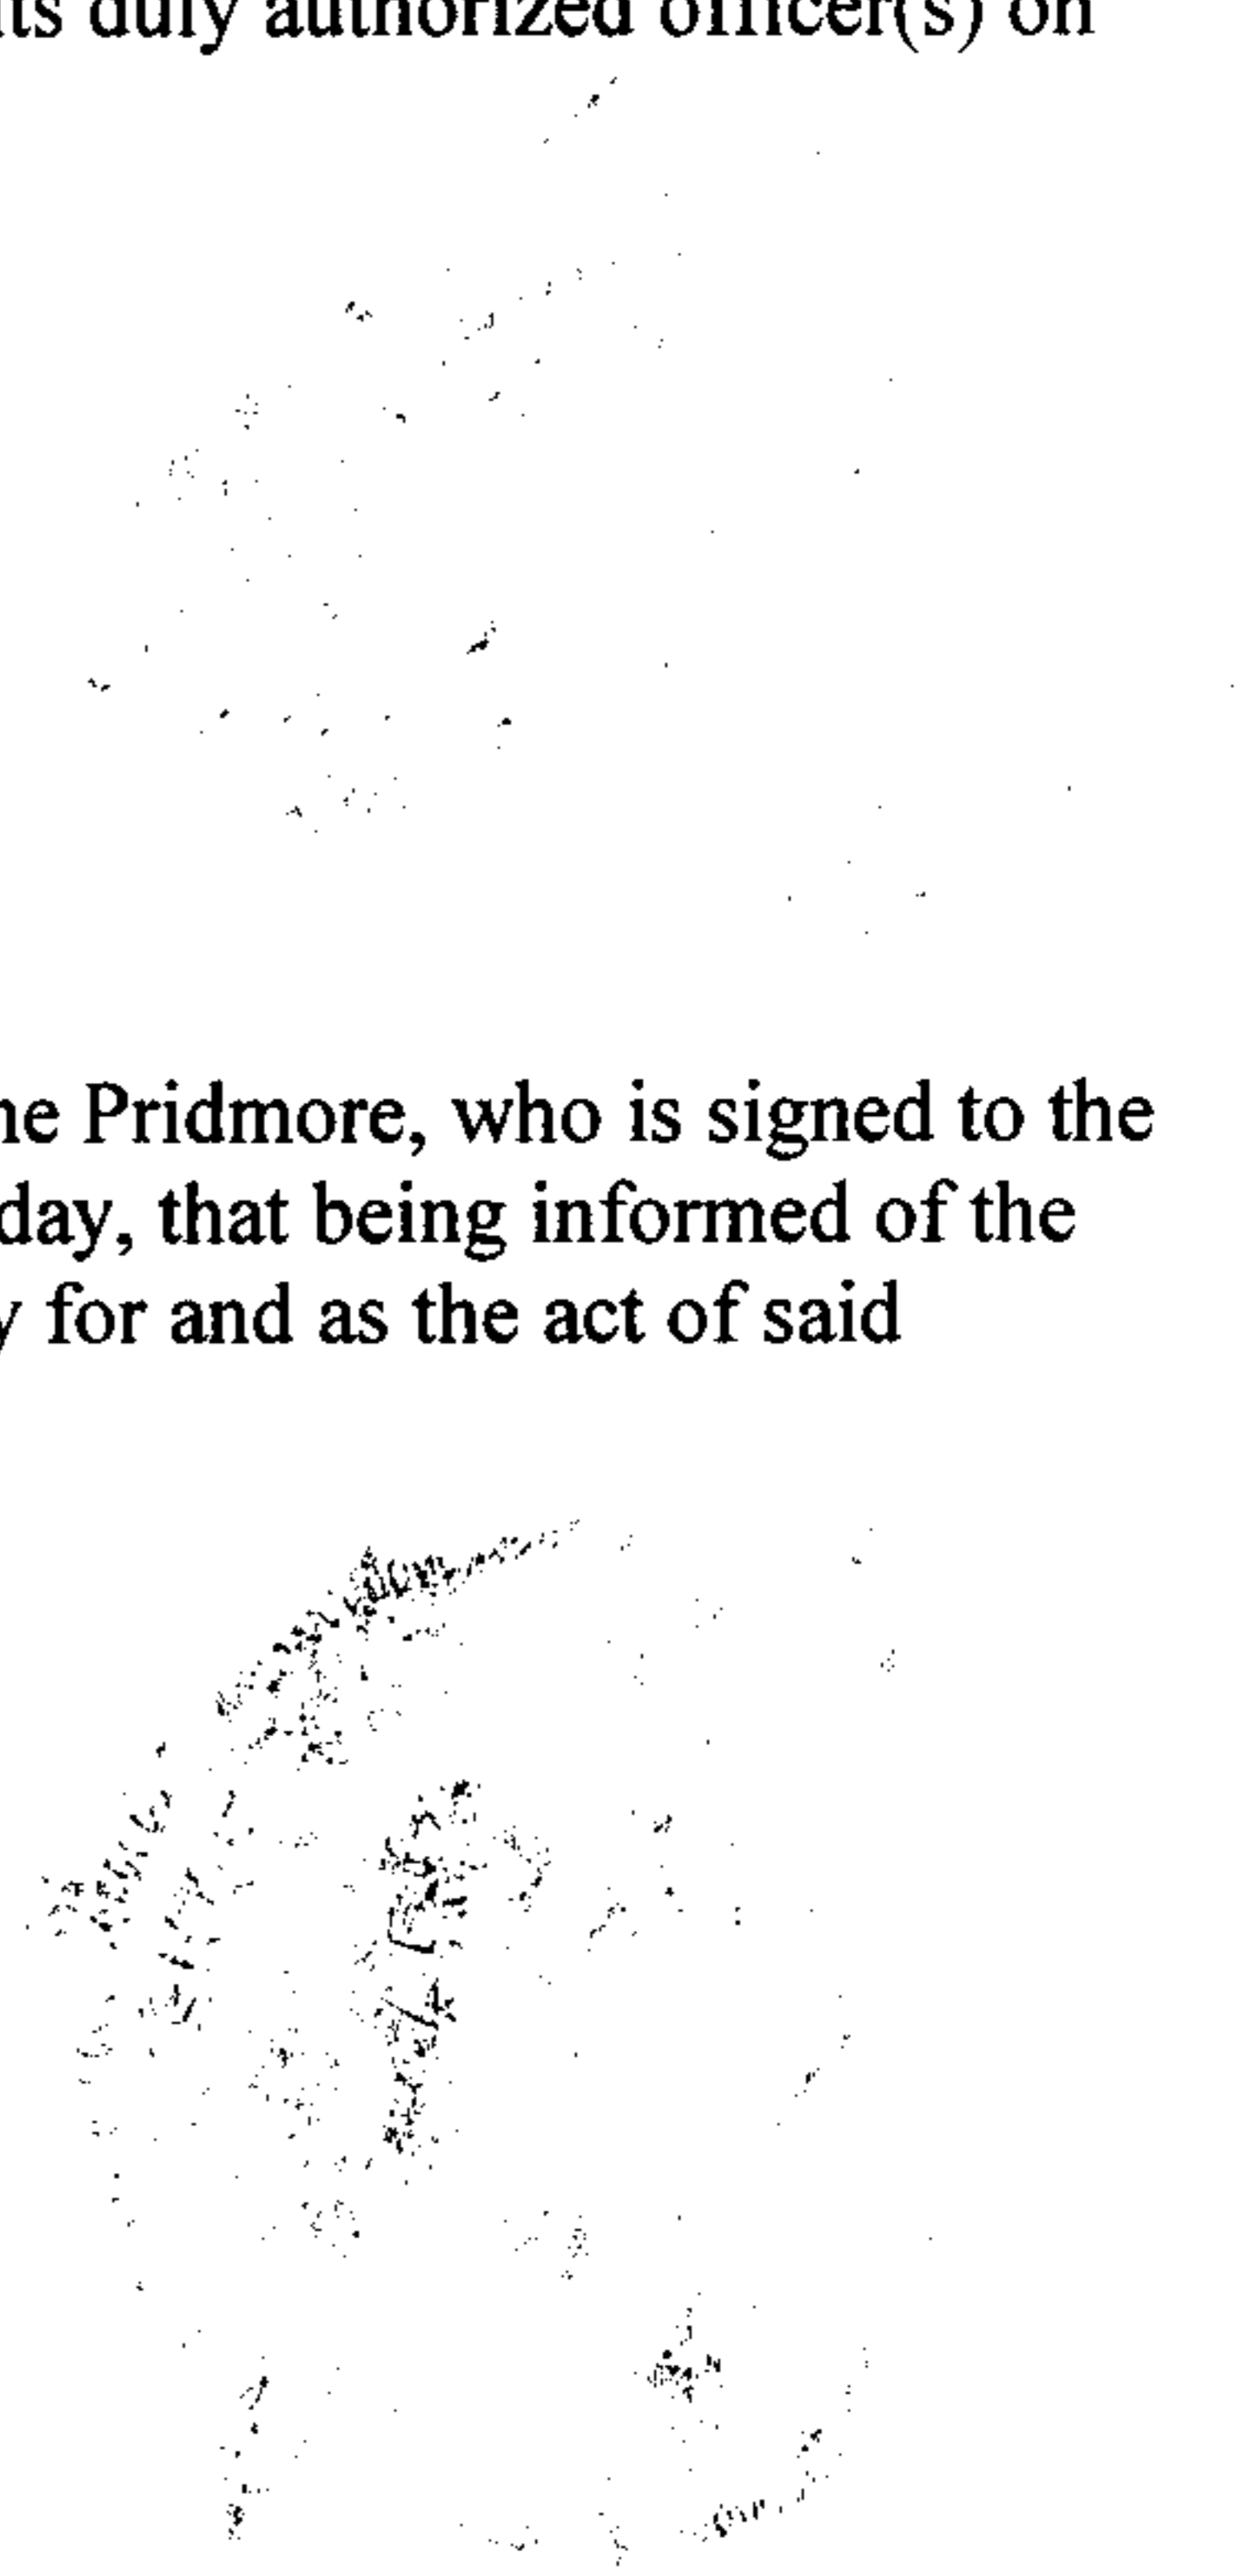 its duly authorized officer(s) on
ne Pridmore, who is signed to the
day, that being informed of the
y for and as the act of said